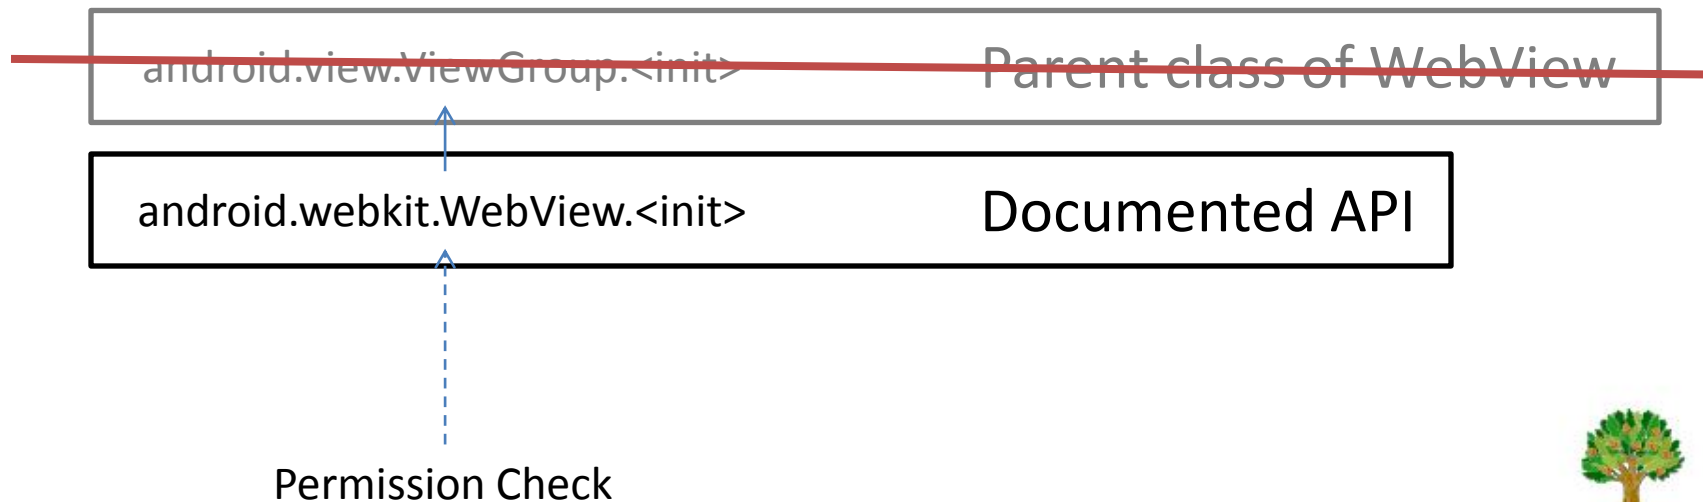 android.view.ViewGroup.<init> Parent class of WebView
android.webkit.WebView.<init> Documented API
Permission Check